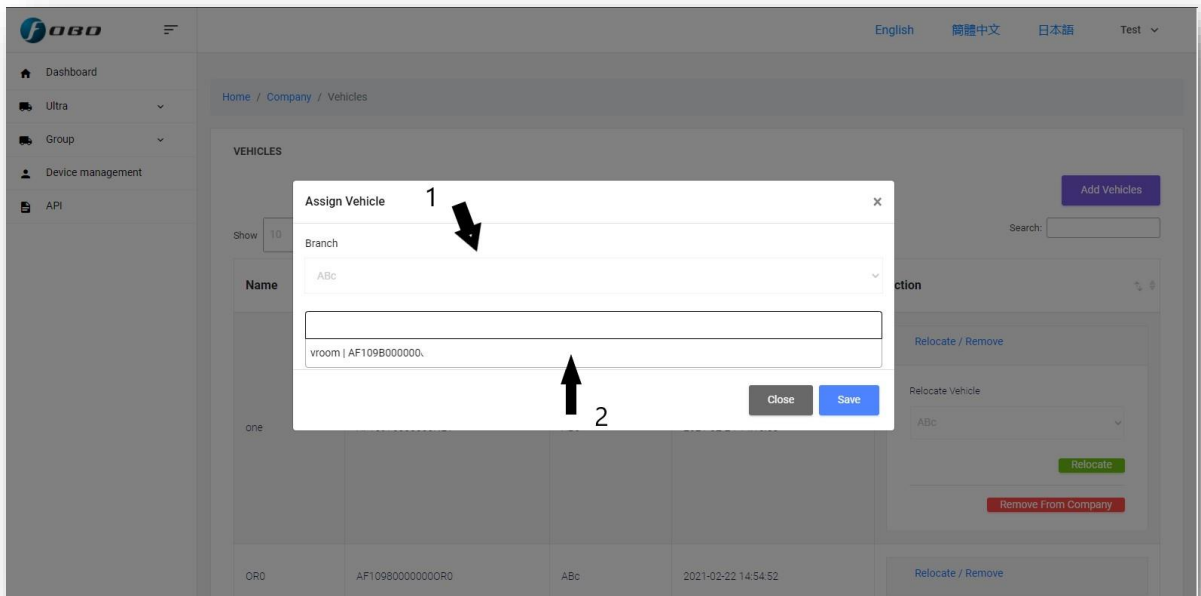 FOBO
English 簡體中文 日本語 Test
Dashboard
Ultra
Group
Device management
API
Home / Company / Vehicles
VEHICLES
Add Vehicles
Show 10
Search:
Assign Vehicle
1
×
Branch
ABc
vroom | AF109B000000
2
Close
Save
Name
ction
Relocate / Remove
Relocate Vehicle
ABc
one
Relocate
Remove From Company
OR0 AF10980000000R0 ABc 2021-02-22 14:54:52 Relocate / Remove